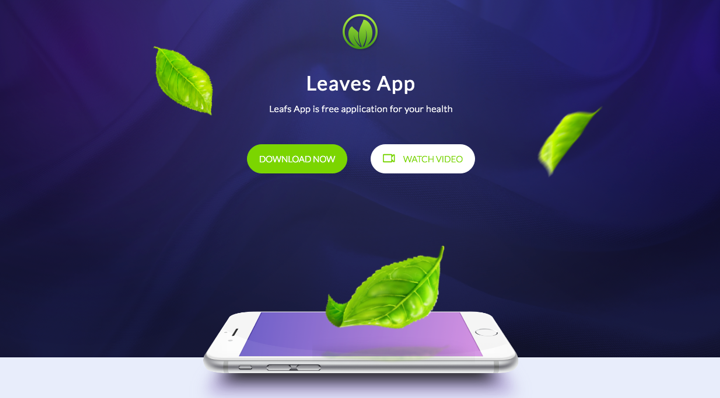 Leaves App
Leafs App is free application for your health
DOWNLOAD NOW
WATCH VIDEO